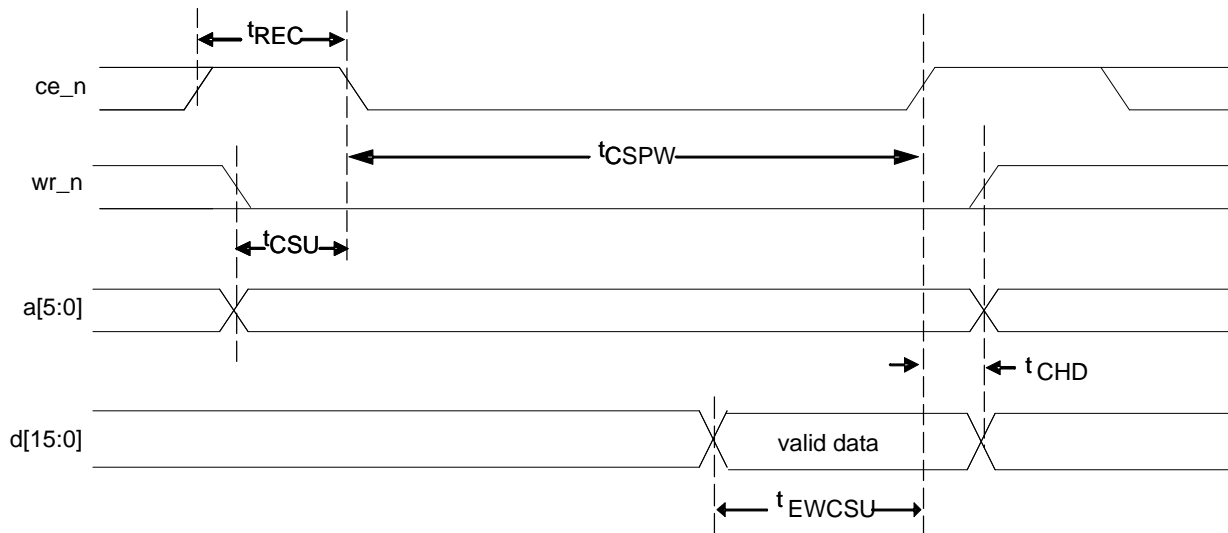 tREC
ce_n
tCSPW
wr_n
tCSU
a[5:0]
t CHD
d[15:0]
valid data
t EWCSU